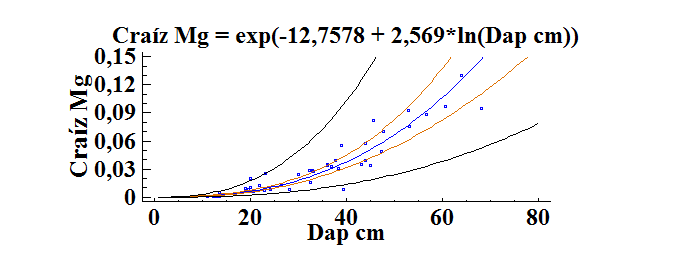 Craíz Mg = exp(-12,7578 + 2,569*ln(Dap cm))
0,15
0,12
0,09
0,06
0,03
0
Craíz Mg
0 20 40 60 80
Dap cm